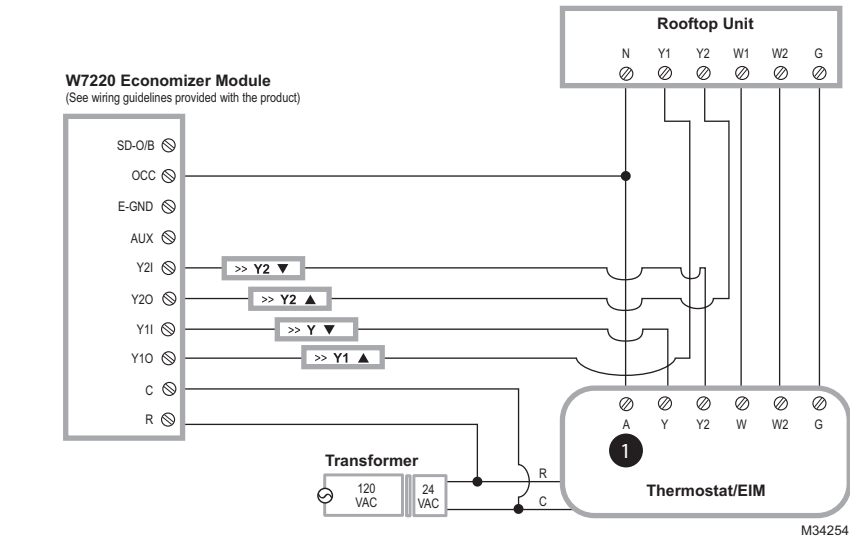 Rooftop Unit
N Y1 Y2 W1 W2 G
W7220 Economizer Module
(See wiring guidelines provided with the product)
SD-O/B
OCC
E-GND
AUX
Y2I
>> Y2 ▼
Y2O
>> Y2 ▲
Y1I
>> Y ▼
Y1O
>> Y1 ▲
C
R
A Y Y2 W W2 G
1
Thermostat/EIM
Transformer
120 VAC
24 VAC
R
C
M34254